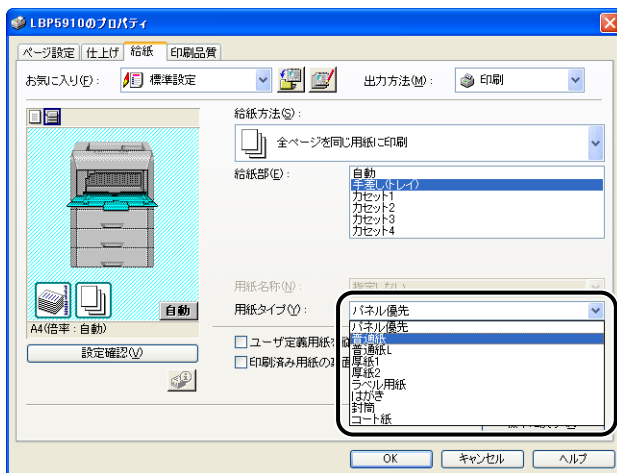 LBP5910のプロパティ
ページ設定 仕上げ 給紙 印刷品質
お気に入り(F): 標準設定 出力方法(M): 印刷
給紙方法(S):
全ページを同じ用紙に印刷
給紙部(E): 自動
手差し(トレイ)
カセット1
カセット2
カセット3
カセット4
用紙名称(N): 指定しない
自動 用紙タイプ(Y): パネル優先
A4(倍率:自動)
パネル優先
設定確認(V)
ユーザ定義用紙を
普通紙
普通紙L
印刷済み用紙の
厚紙1
厚紙2
ラベル用紙
はがき
封筒
コート紙
OK キャンセル ヘルプ